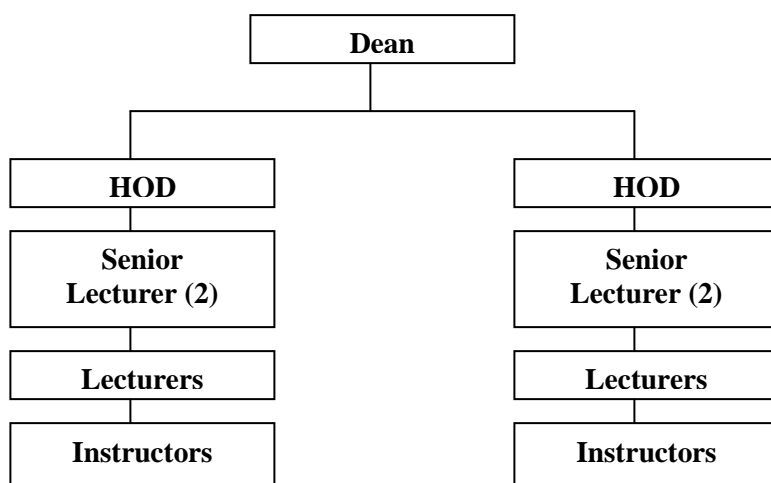 Dean
HOD
HOD
Senior
Lecturer (2)
Senior
Lecturer (2)
Lecturers
Lecturers
Instructors
Instructors